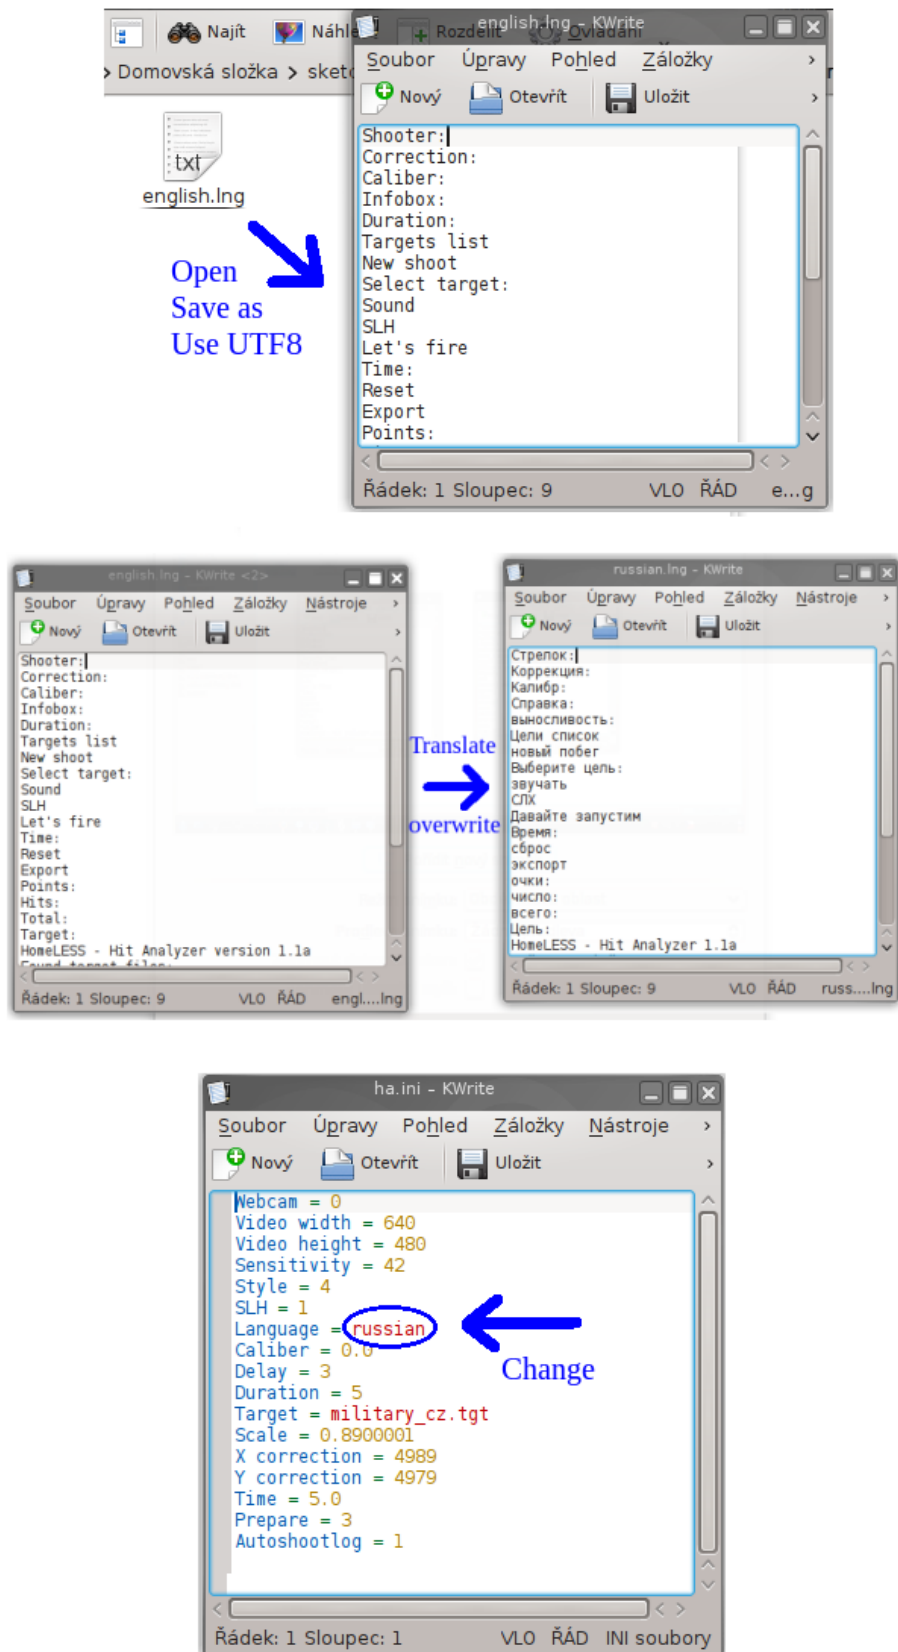 english.lng – KWrite
Najít
Náhle
Rozdělit
Ovládání
Domovská složka > sket
Soubor Úpravy Pohled Záložky
Nový Otevřít Uložit
txt
english.lng
Open
Save as
Use UTF8
Shooter:
Correction:
Caliber:
Infobox:
Duration:
Targets list
New shoot
Select target:
Sound
SLH
Let's fire
Time:
Reset
Export
Points:
Řádek: 1 Sloupec: 9 VLO ŘÁD e...g
english.lng – KWrite <2>
Soubor Úpravy Pohled Záložky Nástroje
Nový Otevřít Uložit
Shooter:
Correction:
Caliber:
Infobox:
Duration:
Targets list
New shoot
Select target:
Sound
SLH
Let's fire
Time:
Reset
Export
Points:
Hits:
Total:
Target:
HomeLESS - Hit Analyzer version 1.1a
Found target files:
Řádek: 1 Sloupec: 9 VLO ŘÁD engl....lng
Translate
overwrite
russian.lng – KWrite
Soubor Úpravy Pohled Záložky Nástroje
Nový Otevřít Uložit
Стрелок:
Коррекция:
Калибр:
Справка:
выносливость:
Цели список
новый побег
Выберите цель:
звучать
СЛХ
Давайте запустим
Время:
сброс
экспорт
очки:
число:
всего:
Цель:
HomeLESS - Hit Analyzer 1.1a
Řádek: 1 Sloupec: 9 VLO ŘÁD russ....lng
ha.ini – KWrite
Soubor Úpravy Pohled Záložky Nástroje
Nový Otevřít Uložit
Webcam = 0
Video width = 640
Video height = 480
Sensitivity = 42
Style = 4
SLH = 1
Language = russian
Caliber = 0.0
Delay = 3
Duration = 5
Target = military_cz.tgt
Scale = 0.8900001
X correction = 4989
Y correction = 4979
Time = 5.0
Prepare = 3
Autoshootlog = 1
Change
Řádek: 1 Sloupec: 1 VLO ŘÁD INI soubory